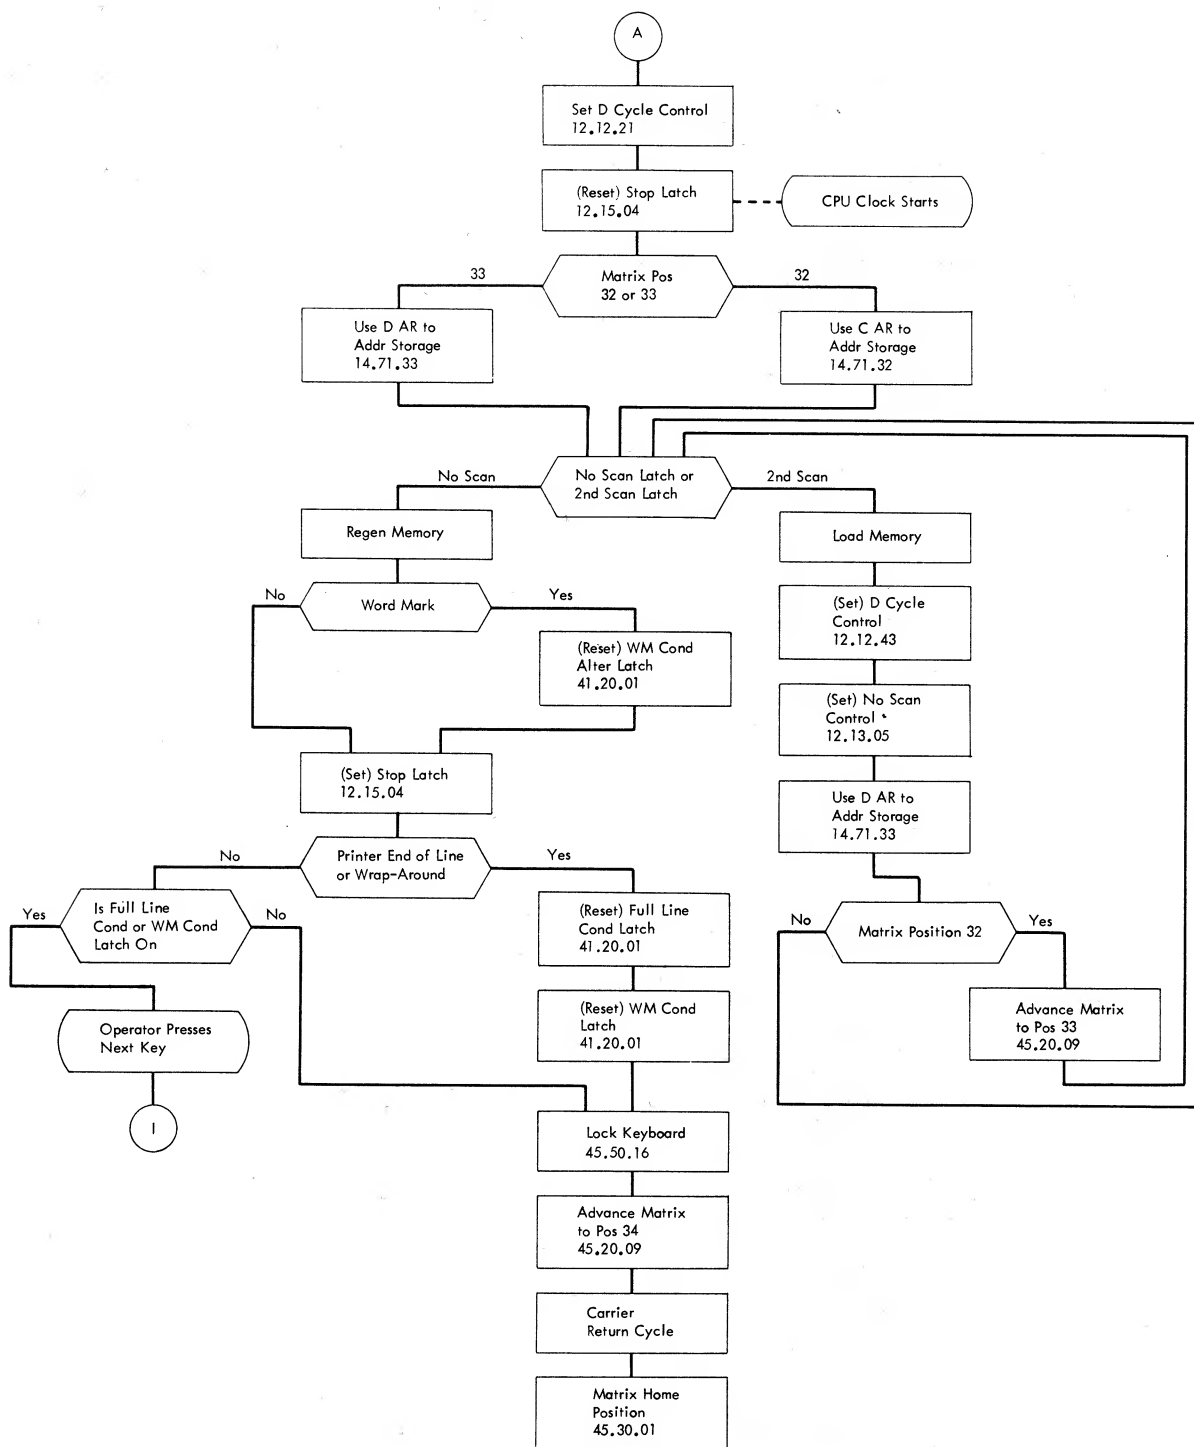 A
Set D Cycle Control
12.12.21
(Reset) Stop Latch
12.15.04
CPU Clock Starts
33
Matrix Pos
32 or 33
32
Use D AR to
Addr Storage
14.71.33
Use C AR to
Addr Storage
14.71.32
No Scan
No Scan Latch or
2nd Scan Latch
2nd Scan
Regen Memory
Load Memory
No
Word Mark
Yes
(Set) D Cycle
Control
12.12.43
(Reset) WM Cond
Alter Latch
41.20.01
(Set) No Scan
Control
12.13.05
(Set) Stop Latch
12.15.04
Use D AR to
Addr Storage
14.71.33
No
Printer End of Line
or Wrap-Around
Yes
Yes
Is Full Line
Cond or WM Cond
Latch On
No
(Reset) Full Line
Cond Latch
41.20.01
No
Matrix Position 32
Yes
Operator Presses
Next Key
(Reset) WM Cond
Latch
41.20.01
Advance Matrix
to Pos 33
45.20.09
I
Lock Keyboard
45.50.16
Advance Matrix
to Pos 34
45.20.09
Carrier
Return Cycle
Matrix Home
Position
45.30.01